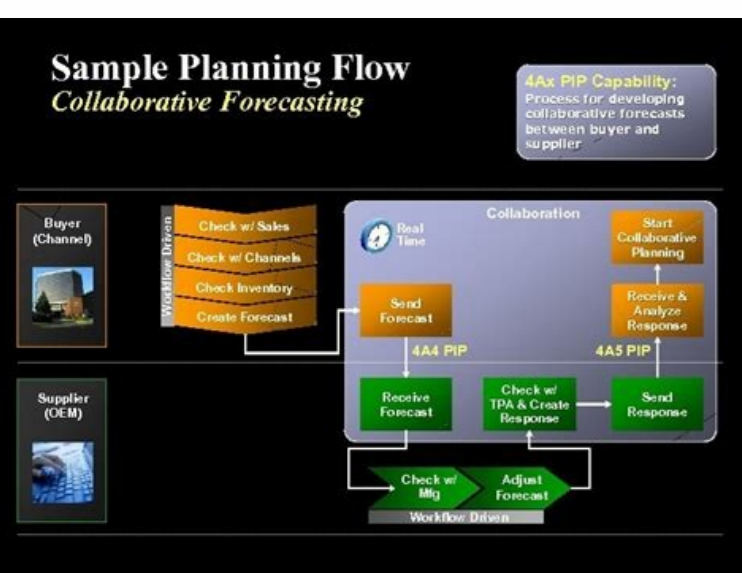 Sample Planning Flow
Collaborative Forecasting
4Ax PIP Capability:
Process for developing
collaborative forecasts
between buyer and
supplier
Buyer
(Channel)
Workflow Driven
Check w/ Sales
Check w/ Channels
Check Inventory
Create Forecast
Real
Time
Collaboration
Start
Collaborative
Planning
Send
Forecast
Receive &
Analyze
Response
4A4 PIP
4A5 PIP
Supplier
(OEM)
Receive
Forecast
Check w/
TPA & Create
Response
Send
Response
Check w/
Mfg
Adjust
Forecast
Workflow Driven